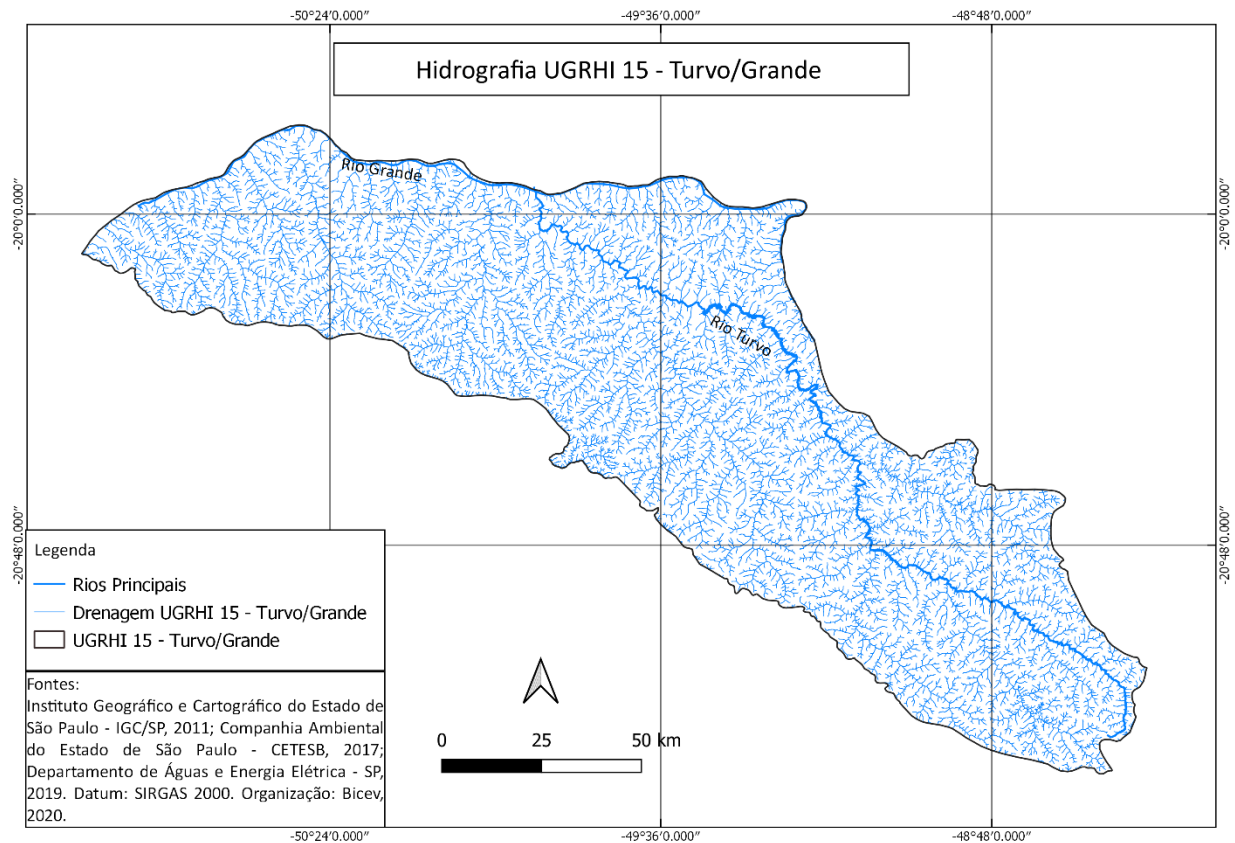 -50°24′0.000″
-49°36′0.000″
-48°48′0.000″
Hidrografia UGRHI 15 - Turvo/Grande
Rio Grande
-20°0′0.000″
-20°0′0.000″
Rio Turvo
-20°48′0.000″
-20°48′0.000″
Legenda
Rios Principais
Drenagem UGRHI 15 - Turvo/Grande
UGRHI 15 - Turvo/Grande
Fontes:
Instituto Geográfico e Cartográfico do Estado de
São Paulo - IGC/SP, 2011; Companhia Ambiental
do Estado de São Paulo - CETESB, 2017;
Departamento de Águas e Energia Elétrica - SP,
2019. Datum: SIRGAS 2000. Organização: Bicev,
2020.
0 25 50 km
-50°24′0.000″
-49°36′0.000″
-48°48′0.000″